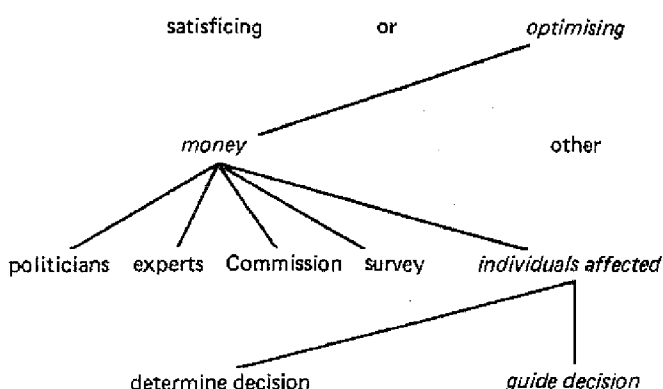 satisficing or optimising
money other
politicians experts Commission survey individuals affected
determine decision guide decision